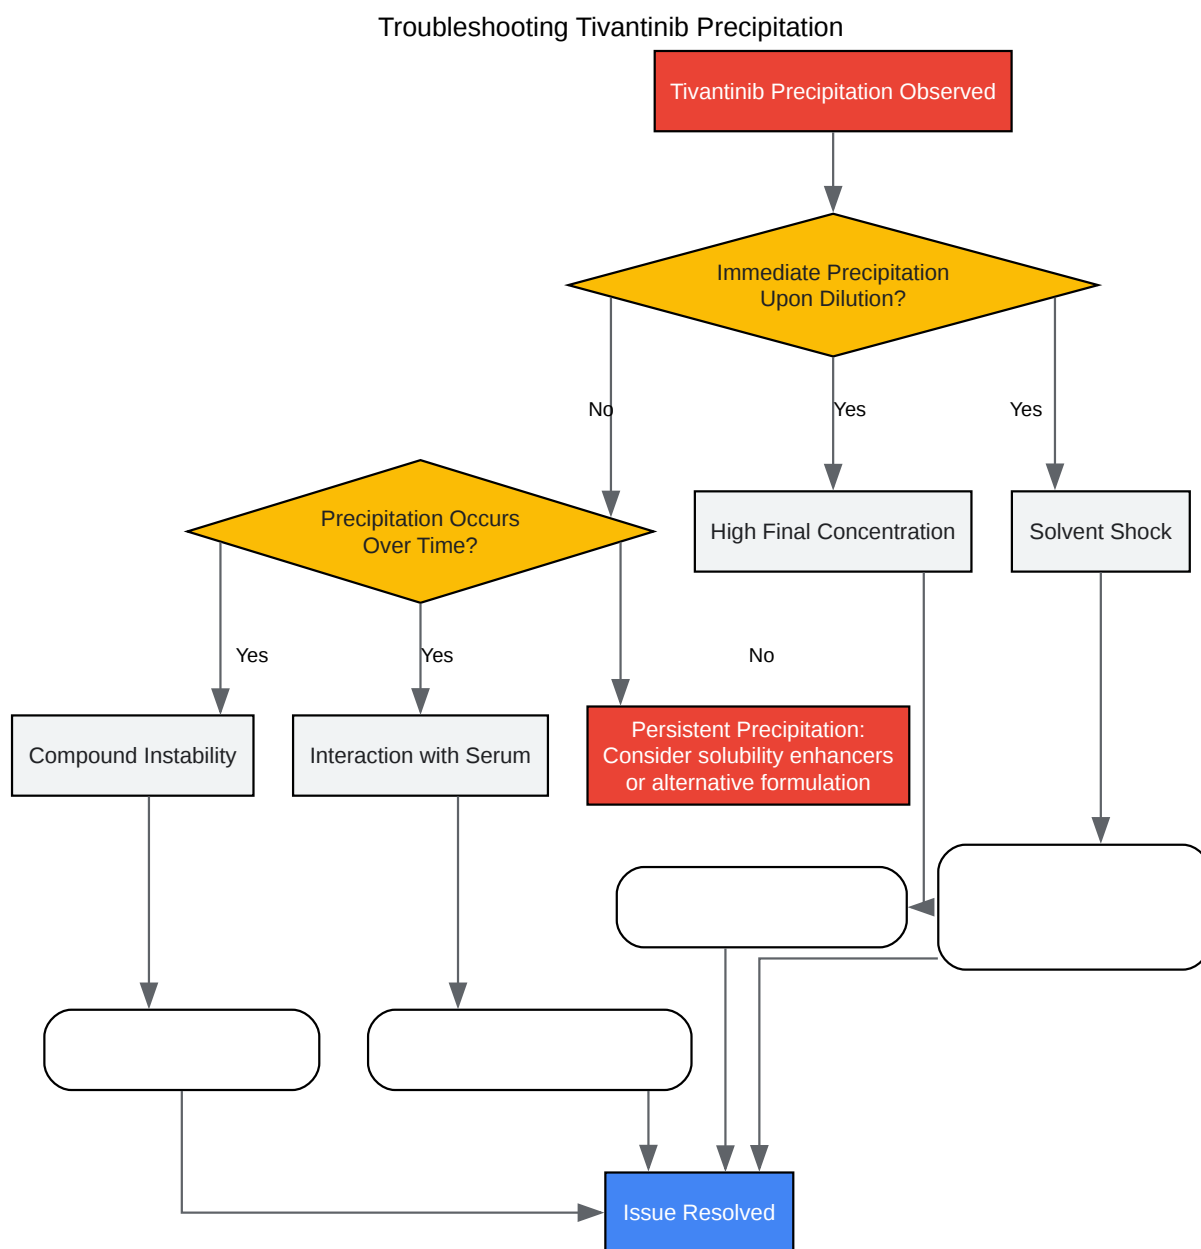 Troubleshooting Tivantinib Precipitation
Tivantinib Precipitation Observed
Immediate Precipitation
Upon Dilution?
No
Yes
Yes
Precipitation Occurs
Over Time?
High Final Concentration
Solvent Shock
Yes
Yes
No
Compound Instability
Interaction with Serum
Persistent Precipitation:
Consider solubility enhancers
or alternative formulation
Issue Resolved